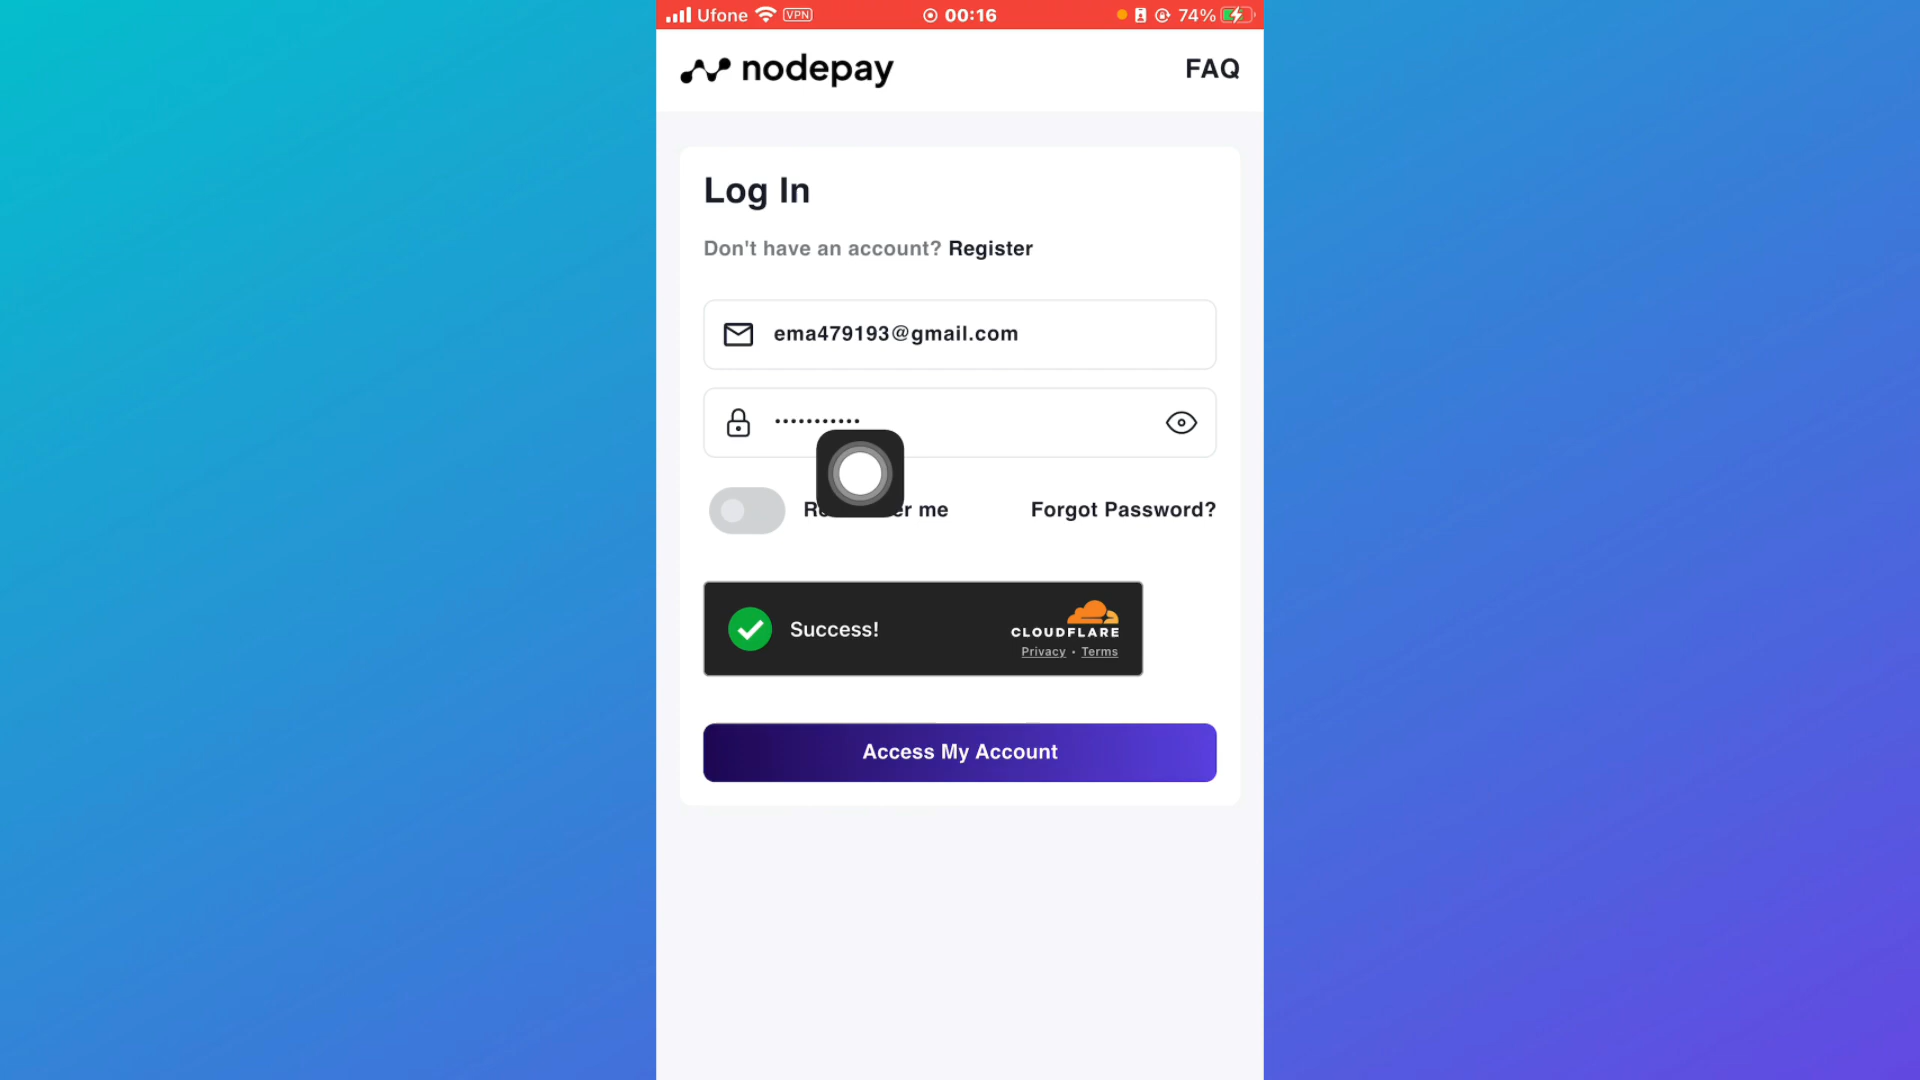 Ufone VPN 00:16 74%
nodepay FAQ
Log In
Don't have an account? Register
ema479193@gmail.com
•••••••••••
me Forgot Password?
Success!
CLOUDFLARE
Privacy • Terms
Access My Account